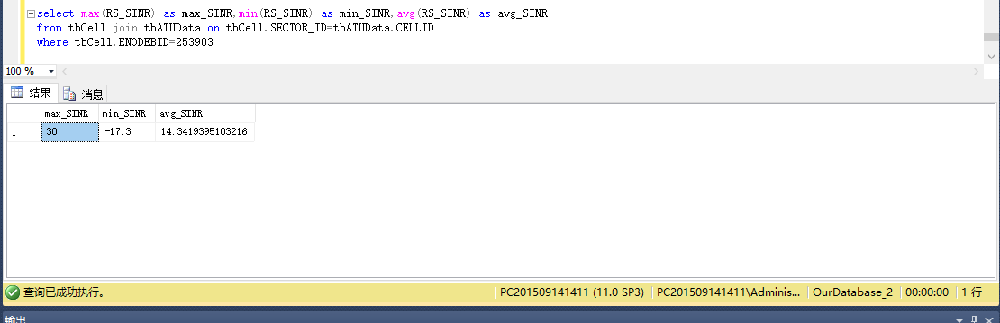 select max(RS_SINR) as max_SINR,min(RS_SINR) as min_SINR,avg(RS_SINR) as avg_SINR
from tbCell join tbATUData on tbCell.SECTOR_ID=tbATUData.CELLID
where tbCell.ENODEBID=253903
100 %
结果 消息
max_SINR min_SINR avg_SINR
1 30 -17.3 14.3419395103216
查询已成功执行。 PC201509141411 (11.0 SP3) PC201509141411\Adminis... OurDatabase_2 00:00:00 1 行
输出